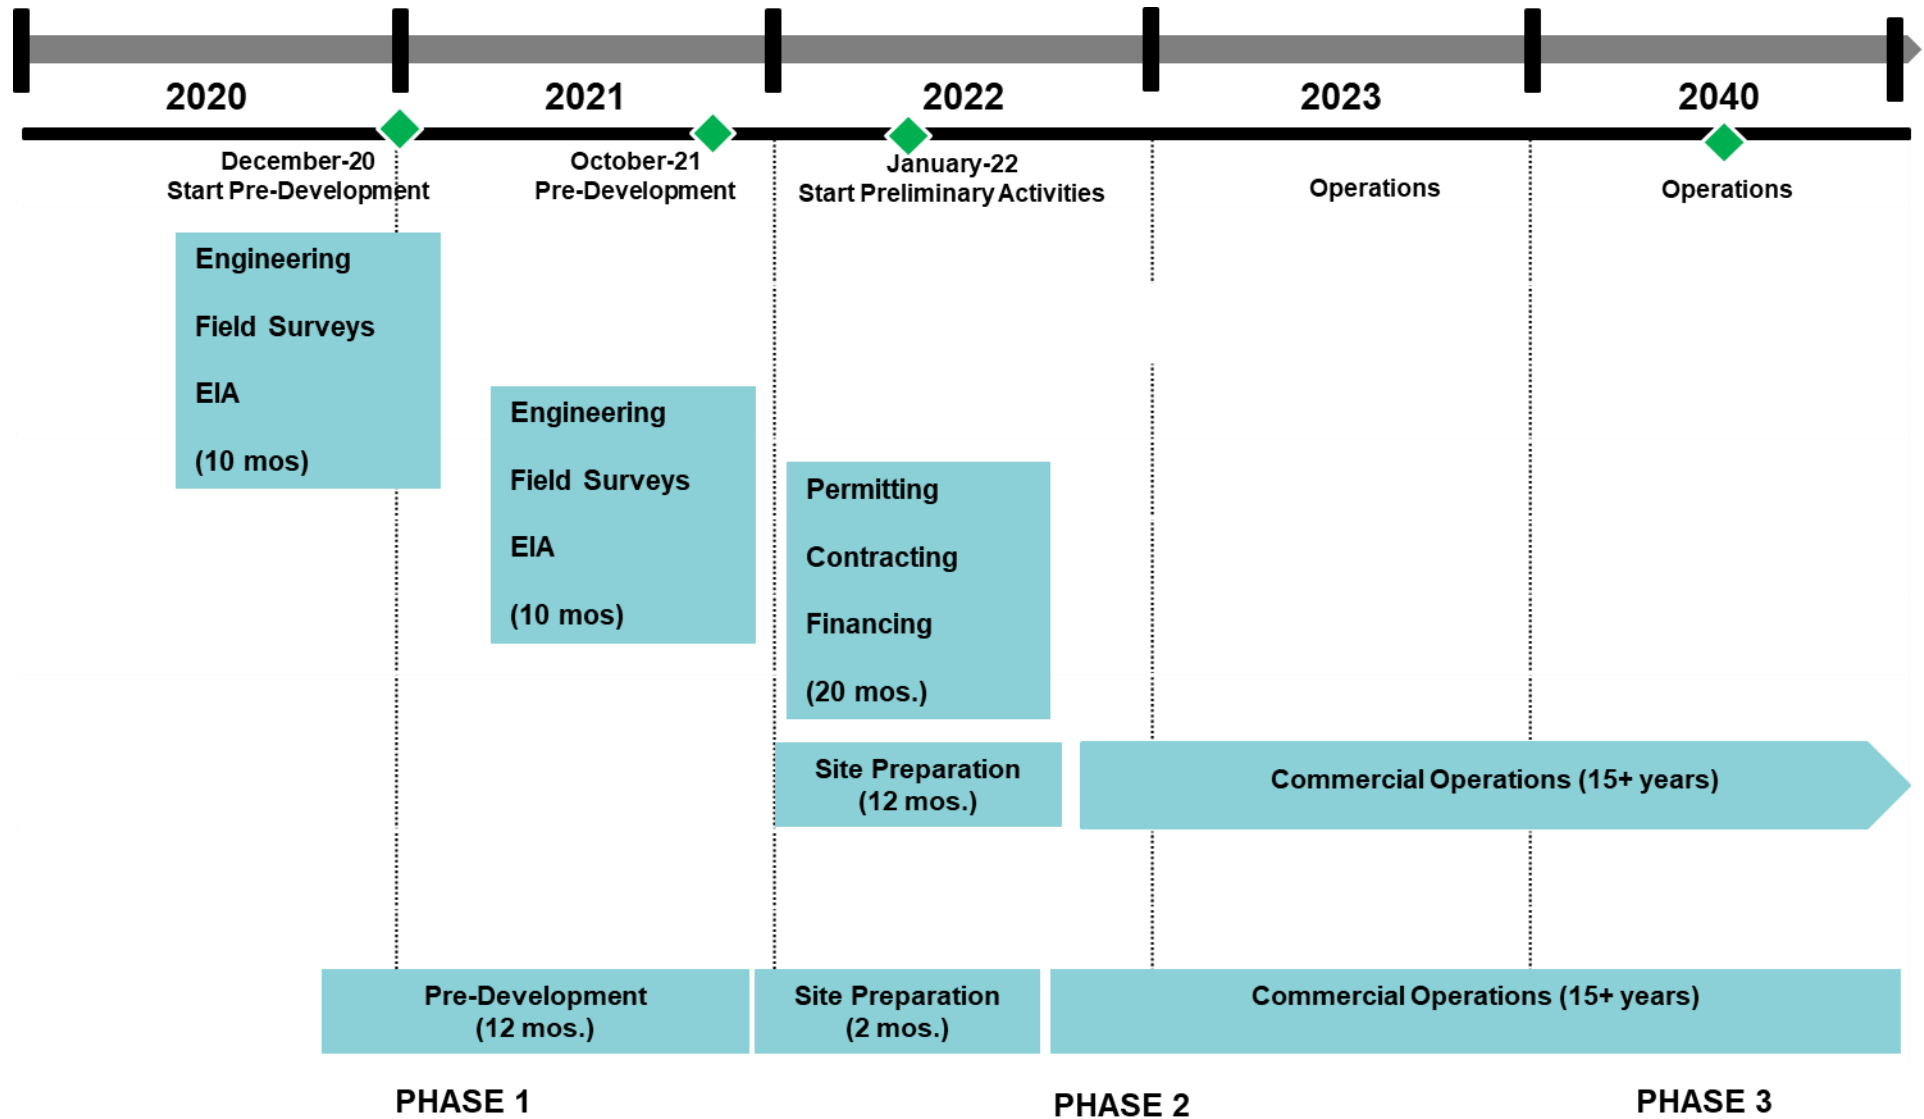 2020
2021
2022
2023
2040
December-20
Start Pre-Development
October-21
Pre-Development
January-22
Start Preliminary Activities
Operations
Operations
Engineering
Field Surveys
EIA
(10 mos)
Engineering
Field Surveys
EIA
(10 mos)
Permitting
Contracting
Financing
(20 mos.)
Site Preparation
(12 mos.)
Commercial Operations (15+ years)
Pre-Development
(12 mos.)
Site Preparation
(2 mos.)
Commercial Operations (15+ years)
PHASE 1
PHASE 2
PHASE 3